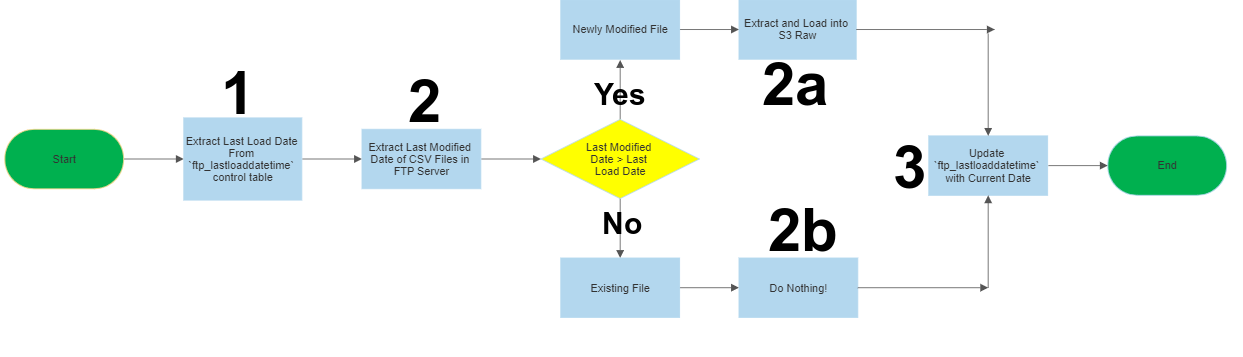 Start
1
Extract Last Load Date
From
`ftp_lastloaddatetime`
control table
2
Extract Last Modified
Date of CSV Files in
FTP Server
Last Modified
Date > Last
Load Date
Yes
Newly Modified File
Extract and Load into
S3 Raw
2a
No
Existing File
2b
Do Nothing!
3
Update
`ftp_lastloaddatetime`
with Current Date
End